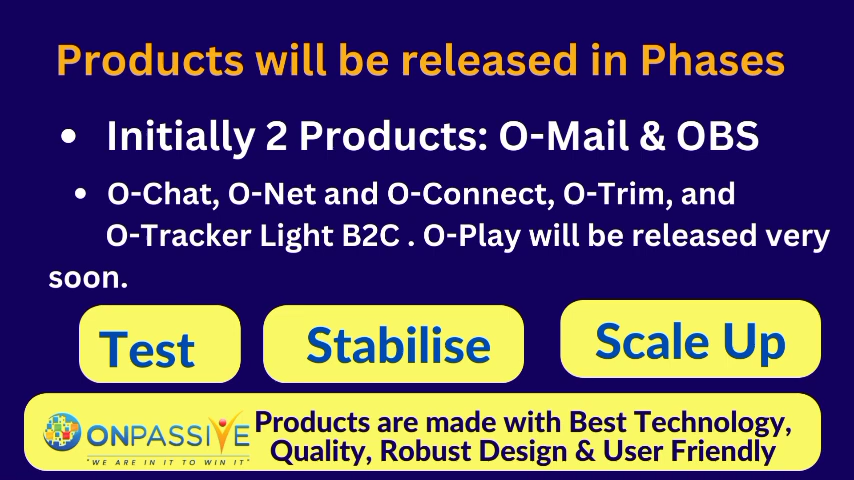 Products will be released in Phases
• Initially 2 Products: O-Mail & OBS
• O-Chat, O-Net and O-Connect, O-Trim, and
O-Tracker Light B2C . O-Play will be released very
soon.
Test
Stabilise
Scale Up
ONPASSIVE
"WE ARE IN IT TO WIN IT"
Products are made with Best Technology,
Quality, Robust Design & User Friendly